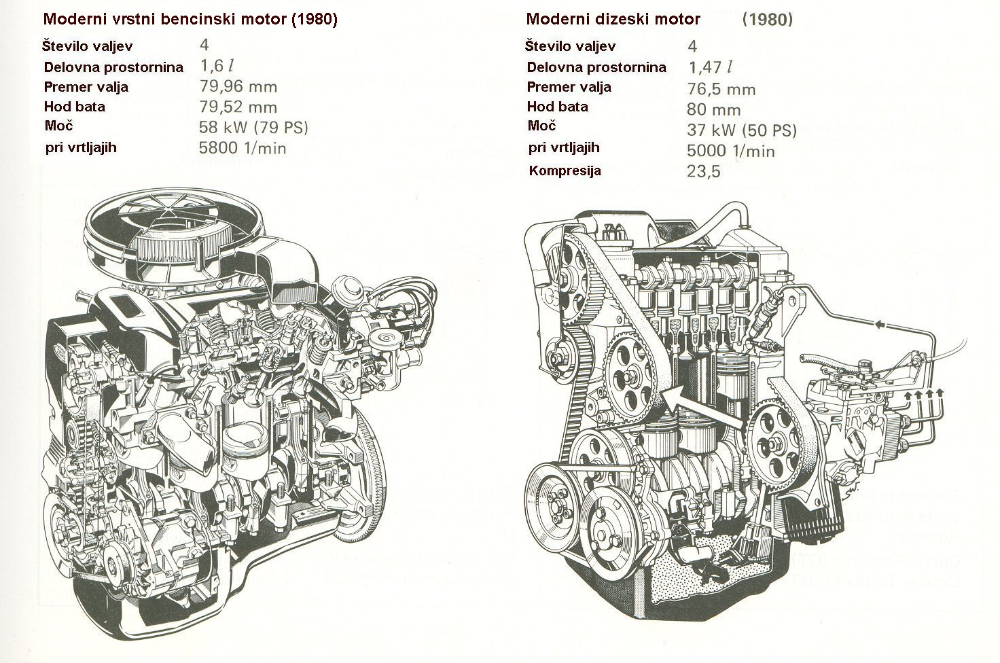 Moderni vrstni bencinski motor (1980)
Število valjev 4
Delovna prostornina 1,6 l
Premer valja 79,96 mm
Hod bata 79,52 mm
Moč 58 kW (79 PS)
pri vrtljajih 5800 1/min
Moderni dizeski motor (1980)
Število valjev 4
Delovna prostornina 1,47 l
Premer valja 76,5 mm
Hod bata 80 mm
Moč 37 kW (50 PS)
pri vrtljajih 5000 1/min
Kompresija 23,5